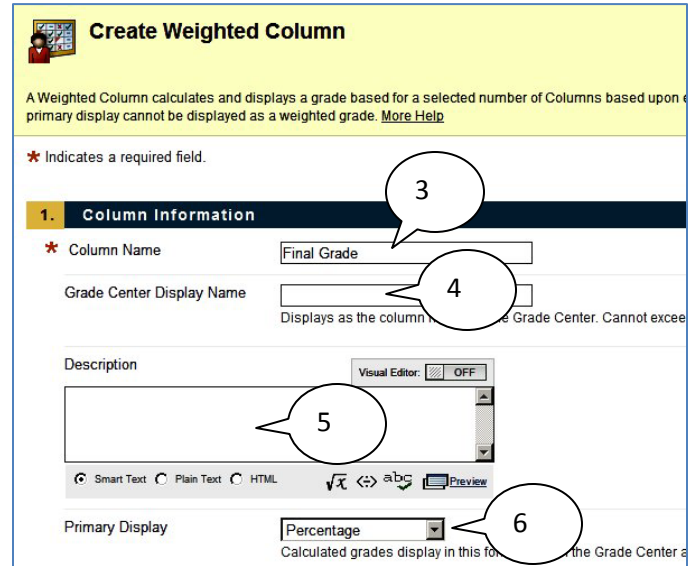 Create Weighted Column
A Weighted Column calculates and displays a grade based for a selected number of Columns based upon
primary display cannot be displayed as a weighted grade. More Help
* Indicates a required field.
3
1. Column Information
* Column Name Final Grade
4
Grade Center Display Name
Displays as the column Grade Center. Cannot
Description Visual Editor: OFF
5
Smart Text Plain Text HTML √x abc Preview
6
Primary Display Percentage
Calculated grades display in this the Grade Center